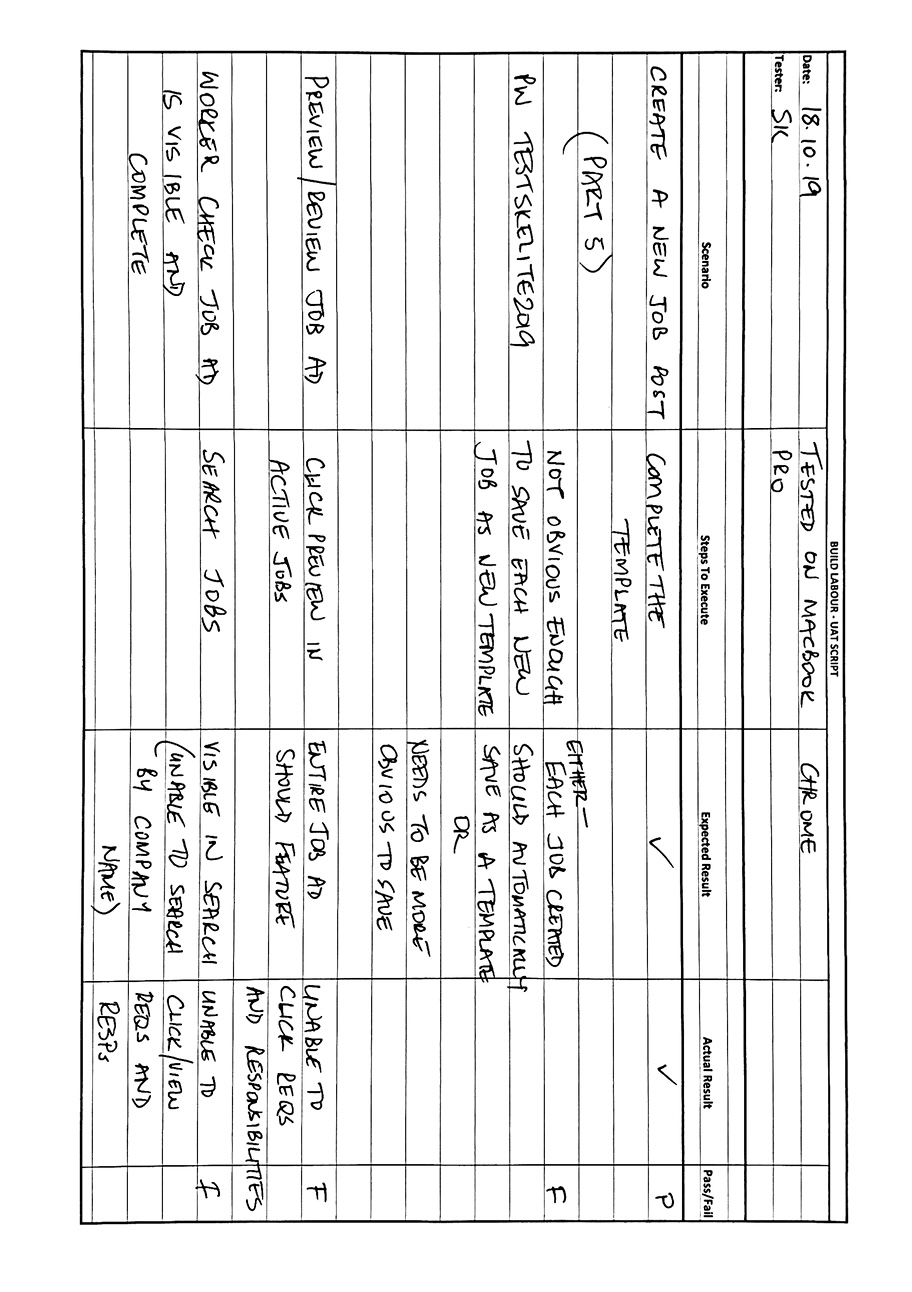 BUILD LABOUR - UAT SCRIPT
Date: 18.10.19 TESTED ON MACBOOK CHROME
Tester: SK PRO
Scenario Steps To Execute Expected Result Actual Result Pass/Fail
CREATE A NEW JOB POST COMPLETE THE ✓ ✓ P
TEMPLATE
(PART 5)
EITHER-
NOT OBVIOUS ENOUGH EACH JOB CREATED F
PW TESTSKELITE2019 TO SAVE EACH NEW SHOULD AUTOMATICALLY
JOB AS NEW TEMPLATE SAVE AS A TEMPLATE
OR
NEEDS TO BE MORE
OBVIOUS TO SAVE
PREVIEW/REVIEW JOB AD CLICK PREVIEW IN ENTIRE JOB AD UNABLE TO F
ACTIVE JOBS SHOULD FEATURE CLICK REQS
AND RESPONSIBILITIES
WORKER CHECK JOB AD SEARCH JOBS VISIBLE IN SEARCH UNABLE TO F
IS VISIBLE AND (UNABLE TO SEARCH CLICK/VIEW
COMPLETE BY COMPANY REQS AND
NAME) RESPS